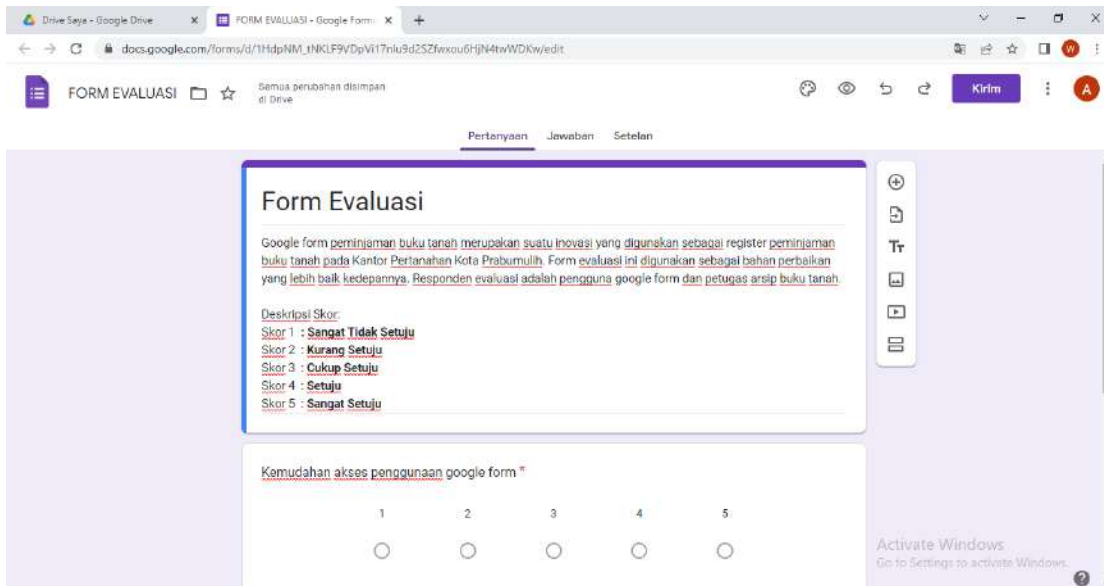 Drive Saya - Google Drive
FORM EVALUASI - Google Form
docs.google.com/forms/d/
FORM EVALUASI
Semua perubahan disimpan
di Drive
Kirim
A
W
Pertanyaan Jawaban Setelan
Form Evaluasi
Google form peminjaman buku tanah merupakan suatu inovasi yang digunakan sebagai register peminjaman
buku tanah pada Kantor Pertanahan Kota Prabumulih. Form evaluasi ini digunakan sebagai bahan perbaikan
yang lebih baik kedepannya. Responden evaluasi adalah pengguna google form dan petugas arsip buku tanah.
Deskripsi Skor:
Skor 1 : Sangat Tidak Setuju
Skor 2 : Kurang Setuju
Skor 3 : Cukup Setuju
Skor 4 : Setuju
Skor 5 : Sangat Setuju
Tт
Kemudahan akses penggunaan google form *
1 2 3 4 5
Activate Windows
Go to Settings to activate Windows.